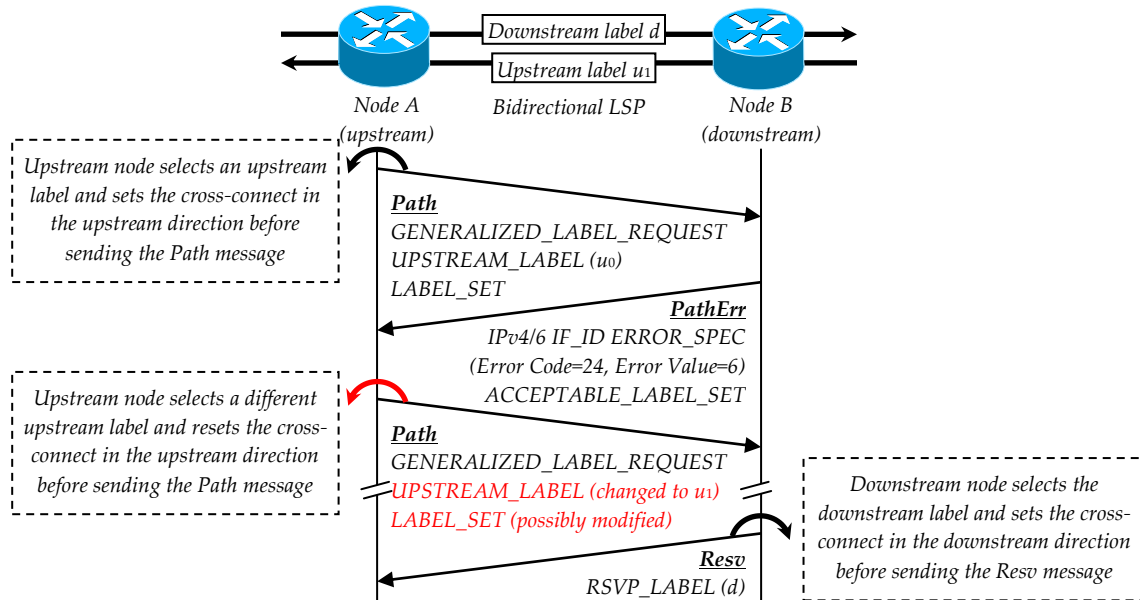 Downstream label d
Upstream label u1
Node A
(upstream)
Bidirectional LSP
Node B
(downstream)
Upstream node selects an upstream
label and sets the cross-connect in
the upstream direction before
sending the Path message
Path
GENERALIZED_LABEL_REQUEST
UPSTREAM_LABEL (u0)
LABEL_SET
PathErr
IPv4/6 IF_ID ERROR_SPEC
(Error Code=24, Error Value=6)
ACCEPTABLE_LABEL_SET
Upstream node selects a different
upstream label and resets the cross-
connect in the upstream direction
before sending the Path message
Path
GENERALIZED_LABEL_REQUEST
UPSTREAM_LABEL (changed to u1)
LABEL_SET (possibly modified)
Downstream node selects the
downstream label and sets the cross-
connect in the downstream direction
before sending the Resv message
Resv
RSVP_LABEL (d)